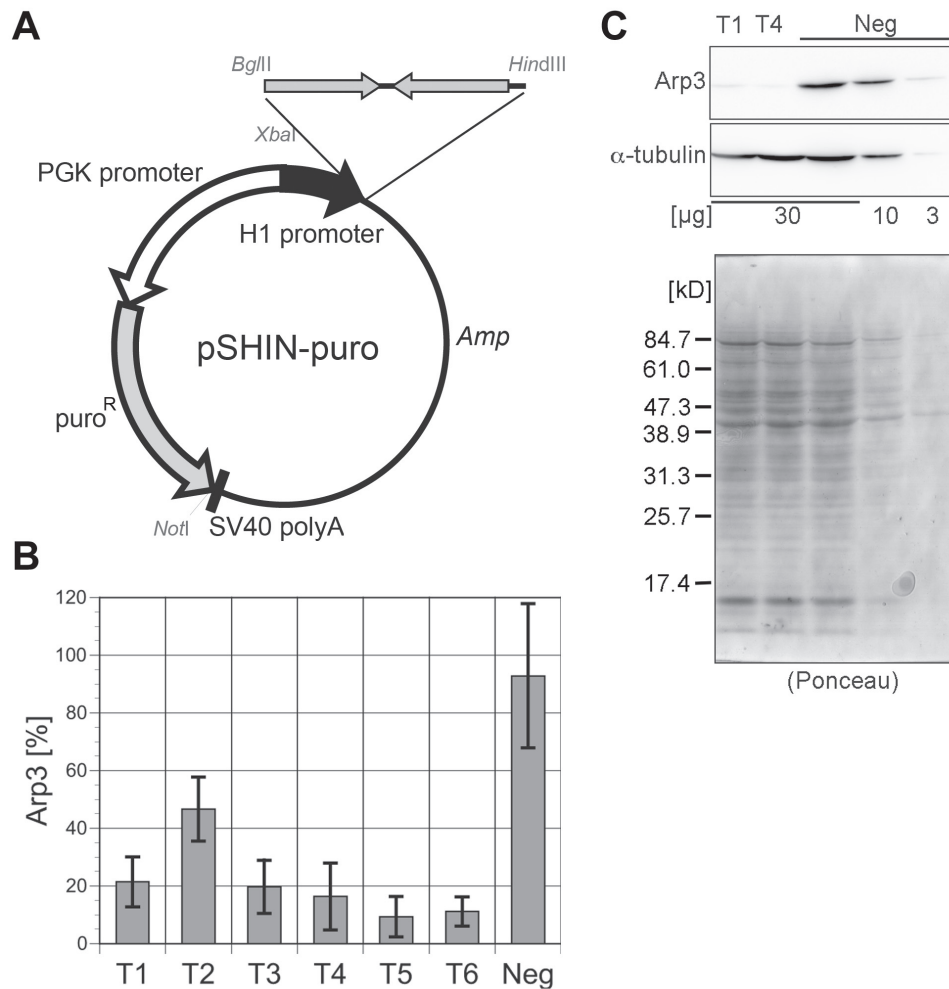 A
BglII
HindIII
XbaI
PGK promoter
H1 promoter
pSHIN-puro
Amp
puroR
NotI
SV40 polyA
B
Arp3 [%]
120
100
80
60
40
20
0
T1 T2 T3 T4 T5 T6 Neg
C
T1 T4 Neg
Arp3
α-tubulin
[µg] 30 10 3
[kD]
84.7
61.0
47.3
38.9
31.3
25.7
17.4
(Ponceau)